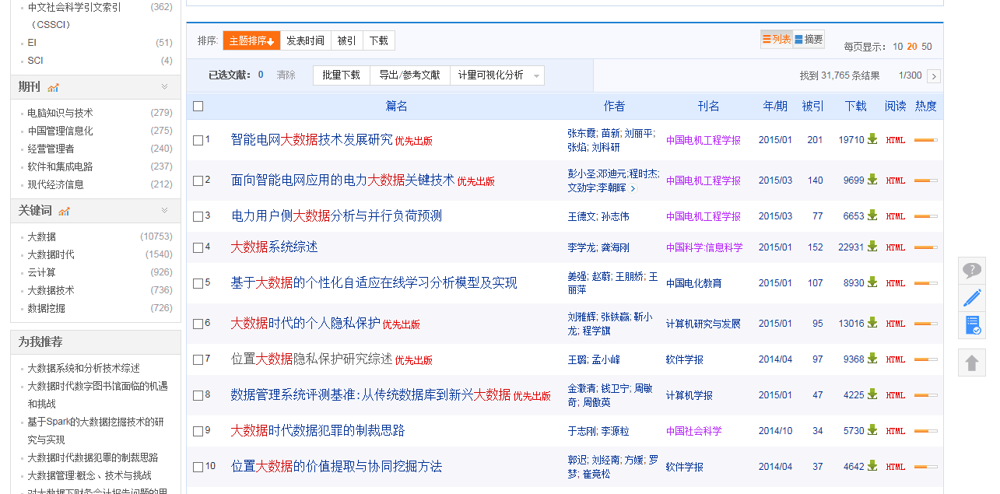 中文社会科学引文索引 (362)
（CSSCI）
EI (51)
SCI (4)
期刊
电脑知识与技术 (279)
中国管理信息化 (275)
经营管理者 (240)
软件和集成电路 (237)
现代经济信息 (212)
关键词
大数据 (10753)
大数据时代 (1540)
云计算 (926)
大数据技术 (736)
数据挖掘 (726)
为我推荐
大数据系统和分析技术综述
大数据时代数字图书馆面临的机遇
和挑战
基于Spark的大数据挖掘技术的研
究与实现
大数据时代数据犯罪的制裁思路
大数据管理:概念、技术与挑战
对大数据下财务会计报告问题的思
排序: 主题排序 发表时间 被引 下载 列表 摘要 每页显示： 10 20 50
已选文献： 0 清除 批量下载 导出/参考文献 计量可视化分析 找到 31,765 条结果 1/300
篇名 作者 刊名 年/期 被引 下载 阅读 热度
1 智能电网大数据技术发展研究 优先出版 张东霞; 苗新; 刘丽平; 中国电机工程学报 2015/01 201 19710 HTML
张焰; 刘科研
2 面向智能电网应用的电力大数据关键技术 优先出版 彭小圣;邓迪元;程时杰; 中国电机工程学报 2015/03 140 9699 HTML
文劲宇;李朝晖
3 电力用户侧大数据分析与并行负荷预测 王德文; 孙志伟 中国电机工程学报 2015/03 77 6653 HTML
4 大数据系统综述 李学龙; 龚海刚 中国科学:信息科学 2015/01 152 22931 HTML
5 基于大数据的个性化自适应在线学习分析模型及实现 姜强; 赵蔚; 王朋娇; 王 中国电化教育 2015/01 107 8930 HTML
丽萍
6 大数据时代的个人隐私保护 优先出版 刘雅辉; 张铁赢; 靳小 计算机研究与发展 2015/01 95 13016 HTML
龙; 程学旗
7 位置大数据隐私保护研究综述 优先出版 王璐; 孟小峰 软件学报 2014/04 97 9368 HTML
8 数据管理系统评测基准:从传统数据库到新兴大数据 优先出版 金澈清; 钱卫宁; 周敏 计算机学报 2015/01 47 4225 HTML
奇; 周傲英
9 大数据时代数据犯罪的制裁思路 于志刚; 李源粒 中国社会科学 2014/10 34 5730 HTML
10 位置大数据的价值提取与协同挖掘方法 郭迟; 刘经南; 方媛; 罗 软件学报 2014/04 37 4642 HTML
梦; 崔竞松